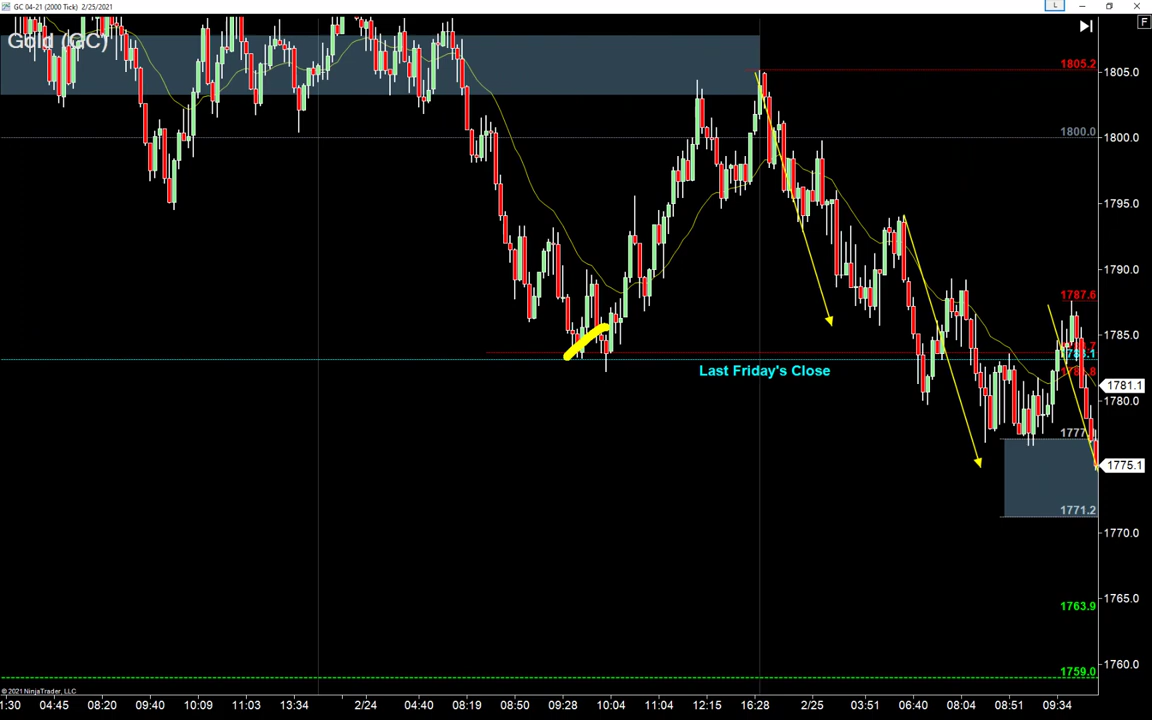 GC 04-21 (2000 Tick) 2/25/2021
L
F
Gold (GC)
1805.2
1805.0
1800.0
1800.0
1795.0
1790.0
1787.6
1785.0
Last Friday's Close
1781.1
1780.0
1777
1775.1
1771.2
1770.0
1765.0
1763.9
1760.0
1759.0
© 2021 NinjaTrader, LLC
1:30 04:45 08:20 09:40 10:09 11:03 13:34 2/24 04:40 08:19 08:50 09:28 10:04 11:04 12:15 16:28 2/25 03:51 06:40 08:04 08:51 09:34